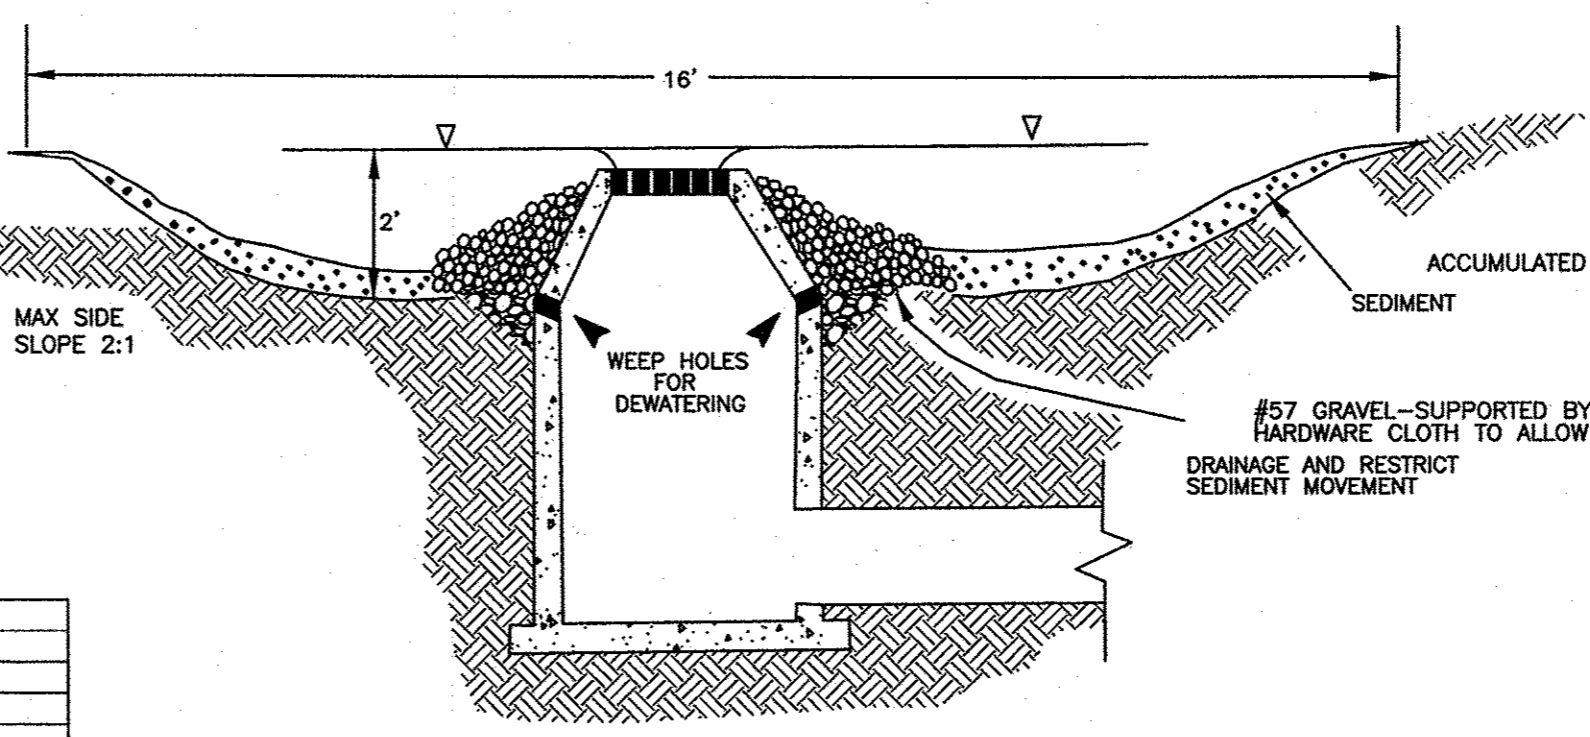 16'
2'
MAX SIDE
SLOPE 2:1
WEEP HOLES
FOR
DEWATERING
ACCUMULATED
SEDIMENT
#57 GRAVEL-SUPPORTED BY
HARDWARE CLOTH TO ALLOW
DRAINAGE AND RESTRICT
SEDIMENT MOVEMENT